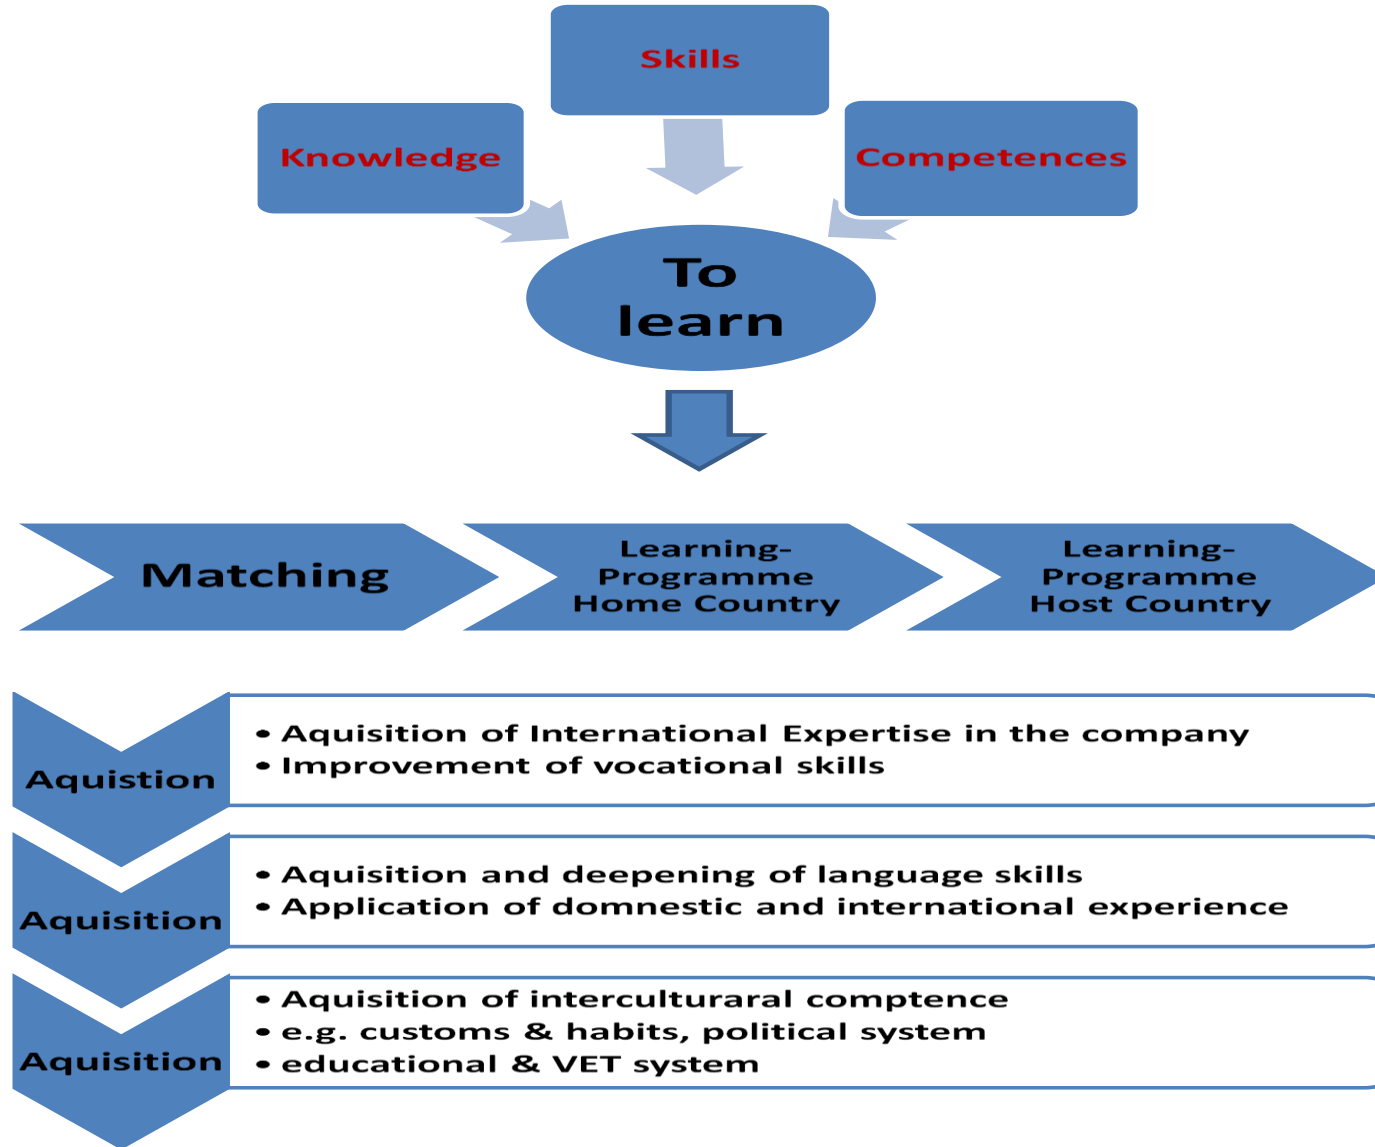 Skills
Knowledge
Competences
To
learn
Matching
Learning-
Programme
Home Country
Learning-
Programme
Host Country
Aquistion
• Aquisition of International Expertise in the company
• Improvement of vocational skills
Aquisition
• Aquisition and deepening of language skills
• Application of domnestic and international experience
Aquisition
• Aquisition of interculturaral comptence
• e.g. customs & habits, political system
• educational & VET system